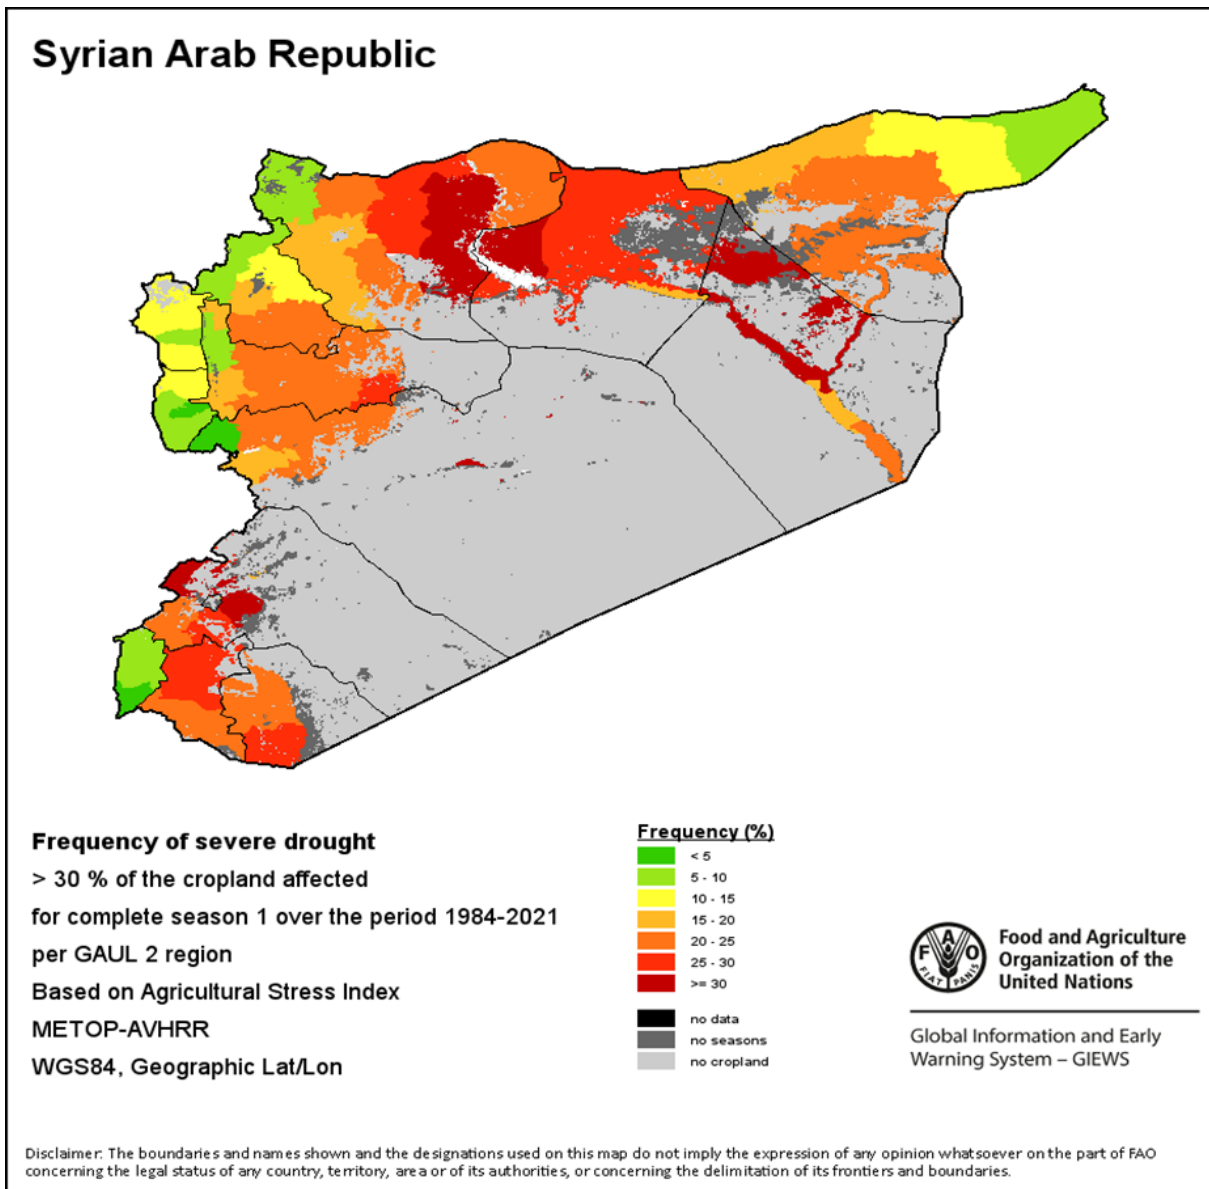 Syrian Arab Republic
Frequency of severe drought
> 30 % of the cropland affected
for complete season 1 over the period 1984-2021
per GAUL 2 region
Based on Agricultural Stress Index
METOP-AVHRR
WGS84, Geographic Lat/Lon
Frequency (%)
< 5
5 - 10
10 - 15
15 - 20
20 - 25
25 - 30
>= 30
no data
no seasons
no cropland
F A O
FIAT PANIS
Food and Agriculture
Organization of the
United Nations
Global Information and Early
Warning System – GIEWS
Disclaimer: The boundaries and names shown and the designations used on this map do not imply the expression of any opinion whatsoever on the part of FAO
concerning the legal status of any country, territory, area or of its authorities, or concerning the delimitation of its frontiers and boundaries.